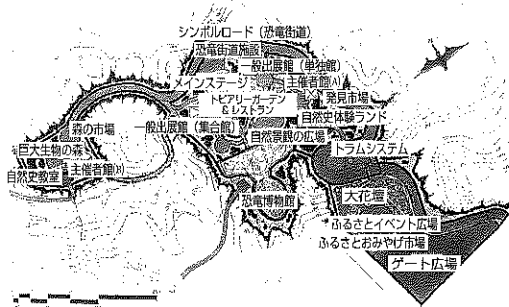 シンボルロード（恐竜街道）
恐竜街道施設
一般出展館（単独館）
メインステージ
主催者館(A)
トピアリーガーデン
&レストラン
発見市場
自然史体験ランド
森の市場
一般出展館（集合館）
自然景観の広場
巨大生物の森
トラムシステム
自然史教室
主催者館(B)
恐竜博物館
大花壇
ふるさとイベント広場
ふるさとおみやげ市場
ゲート広場